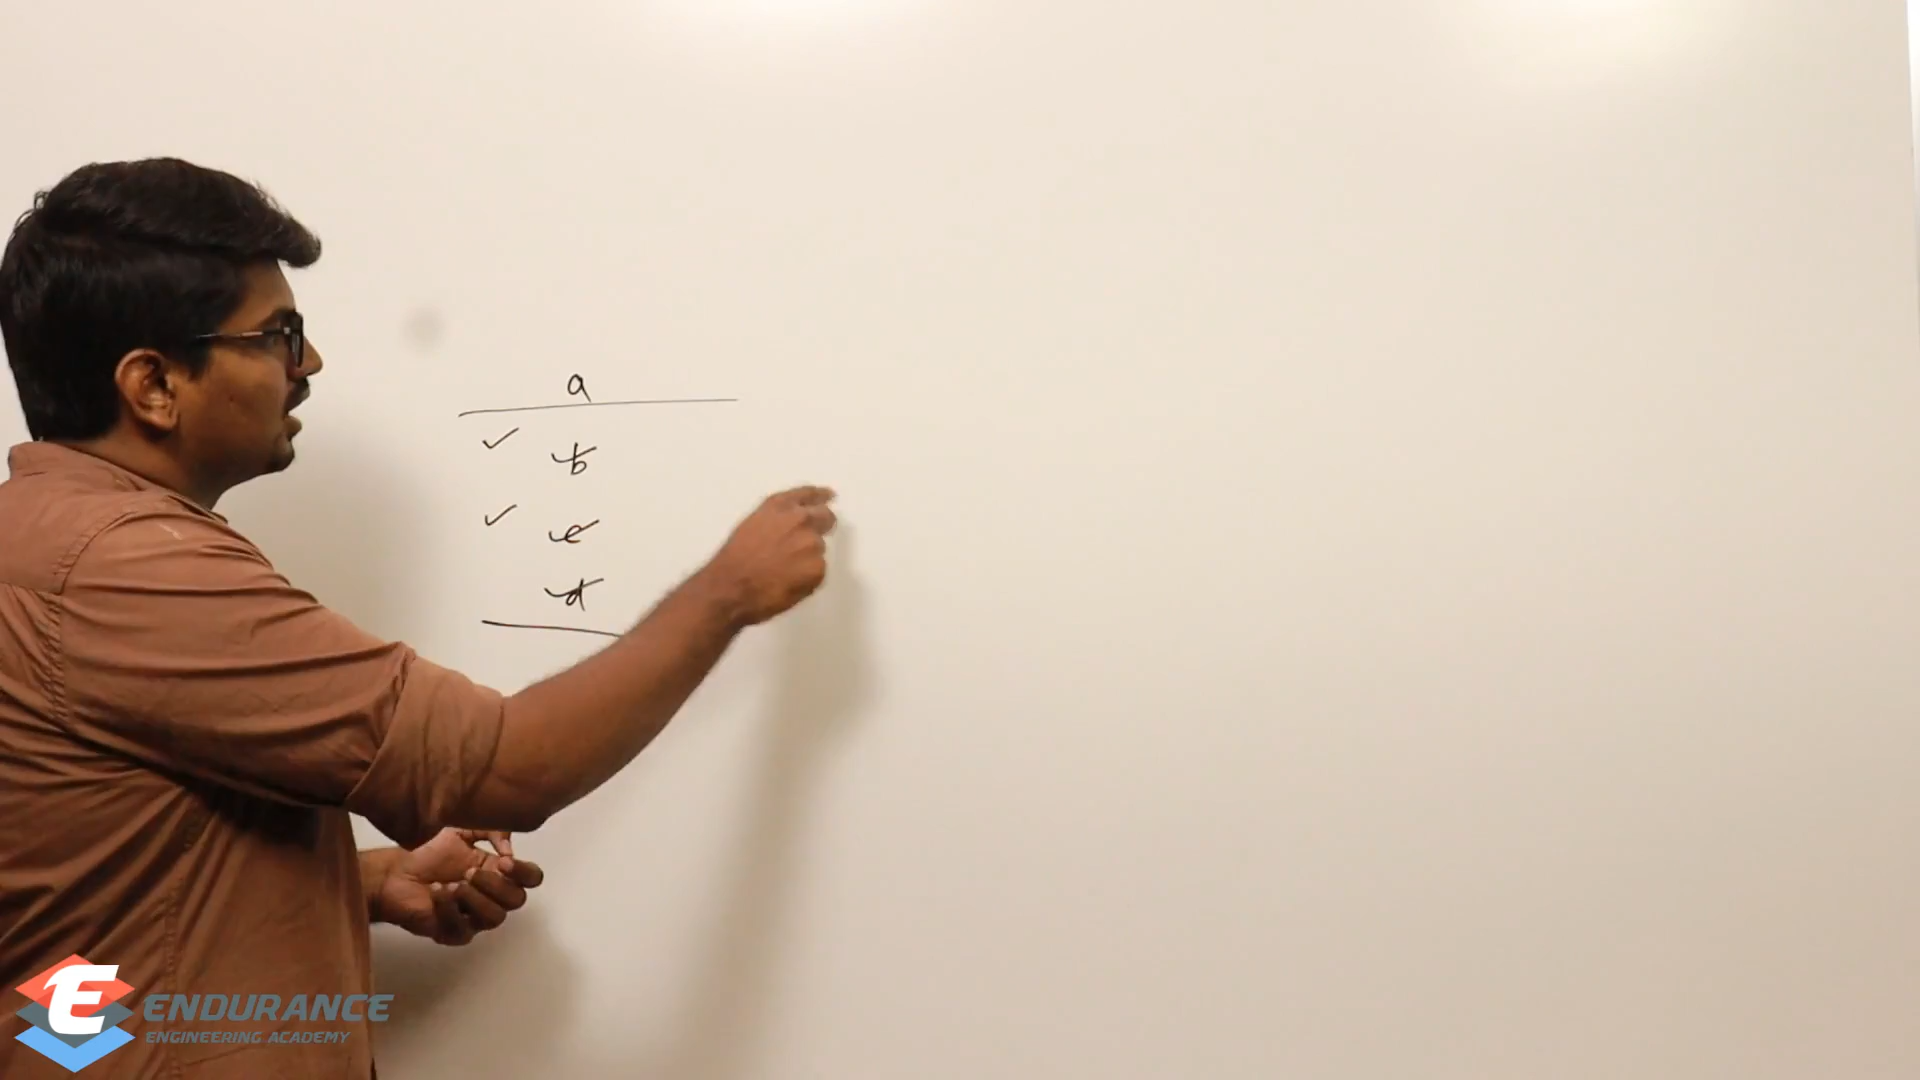 a
✓ b
✓ c
d
E ENDURANCE
ENGINEERING ACADEMY